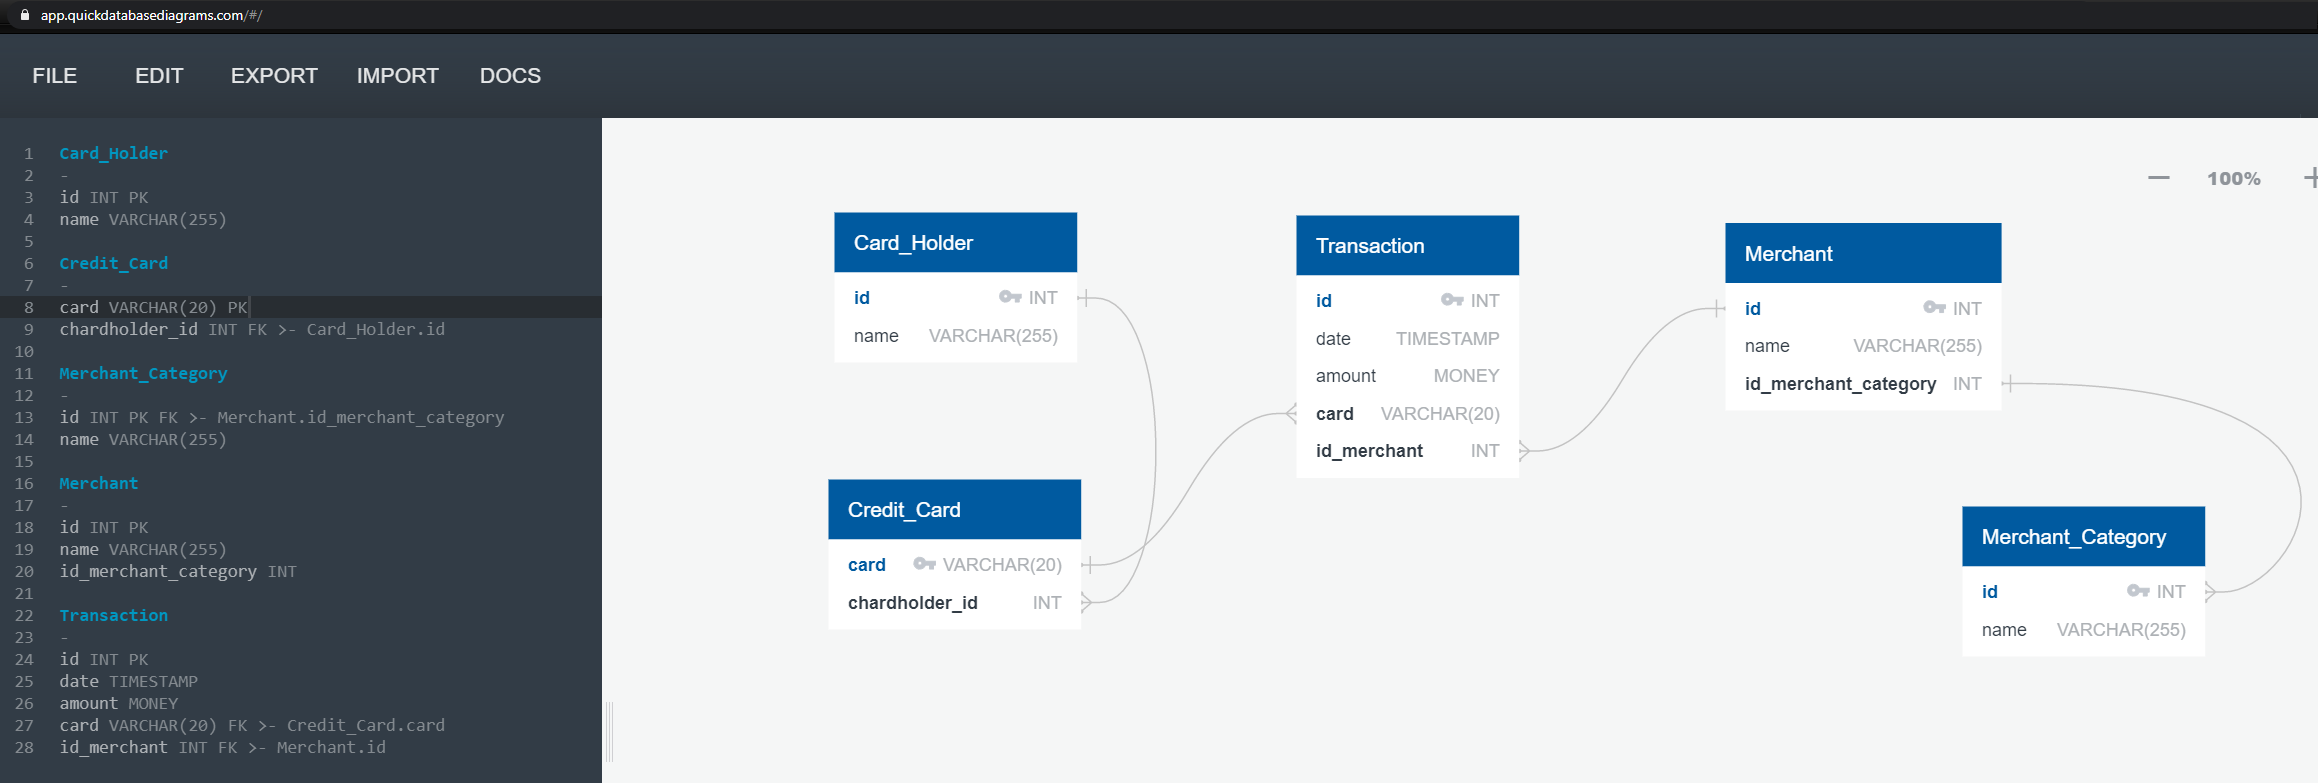 app.quickdatabasediagrams.com/#/
FILE EDIT EXPORT IMPORT DOCS
1 Card_Holder
2 -
3 id INT PK
4 name VARCHAR(255)
5
6 Credit_Card
7 -
8 card VARCHAR(20) PK
9 chardholder_id INT FK >- Card_Holder.id
10
11 Merchant_Category
12 -
13 id INT PK FK >- Merchant.id_merchant_category
14 name VARCHAR(255)
15
16 Merchant
17 -
18 id INT PK
19 name VARCHAR(255)
20 id_merchant_category INT
21
22 Transaction
23 -
24 id INT PK
25 date TIMESTAMP
26 amount MONEY
27 card VARCHAR(20) FK >- Credit_Card.card
28 id_merchant INT FK >- Merchant.id
— 100% +
Card_Holder
id INT
name VARCHAR(255)
Credit_Card
card VARCHAR(20)
chardholder_id INT
Transaction
id INT
date TIMESTAMP
amount MONEY
card VARCHAR(20)
id_merchant INT
Merchant
id INT
name VARCHAR(255)
id_merchant_category INT
Merchant_Category
id INT
name VARCHAR(255)